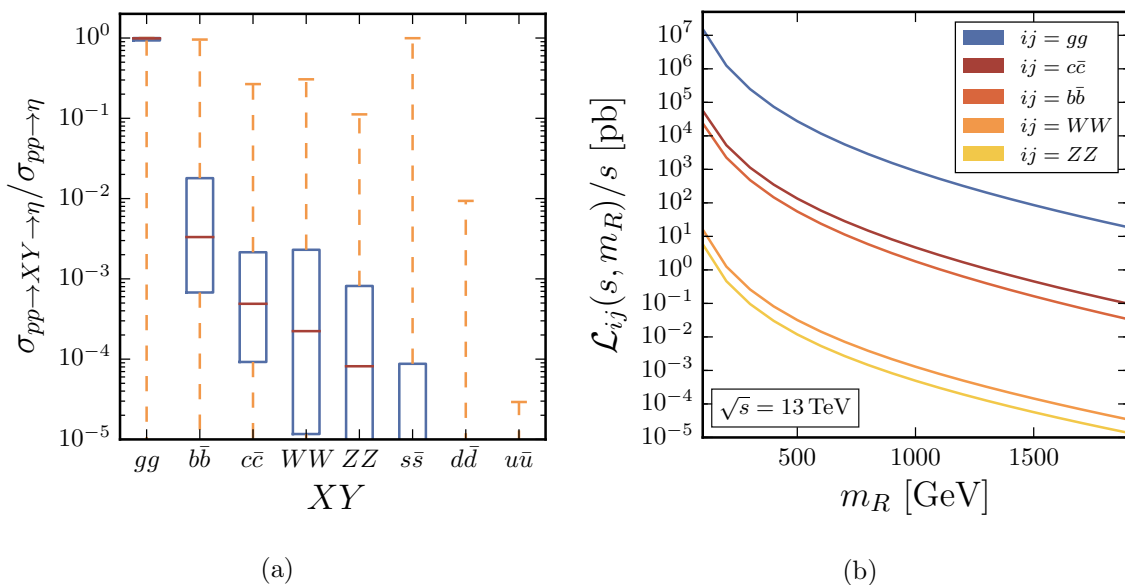 σ_{pp→XY→η}/σ_{pp→η}
10^0
10^{-1}
10^{-2}
10^{-3}
10^{-4}
10^{-5}
gg bb̄ cc̄ WW ZZ ss̄ dd̄ uū
XY
(a)
ℒ_{ij}(s, m_R)/s [pb]
10^7
10^6
10^5
10^4
10^3
10^2
10^1
10^0
10^{-1}
10^{-2}
10^{-3}
10^{-4}
10^{-5}
ij = gg
ij = cc̄
ij = bb̄
ij = WW
ij = ZZ
√s = 13 TeV
500 1000 1500
m_R [GeV]
(b)